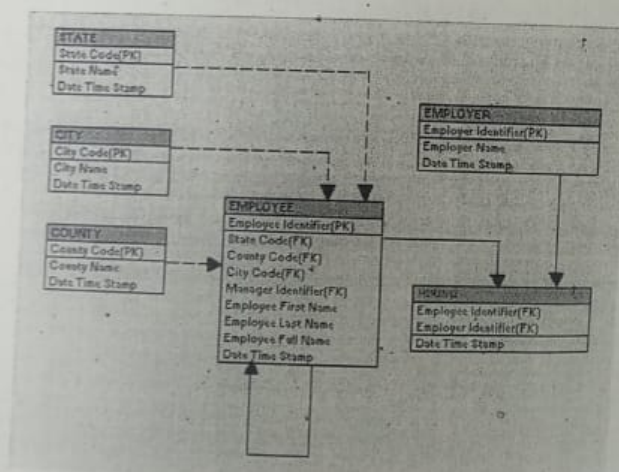 STATE
State Code(PK)
State Name
Date Time Stamp
CITY
City Code(PK)
City Name
Date Time Stamp
COUNTY
County Code(PK)
County Name
Date Time Stamp
EMPLOYEE
Employee Identifier(PK)
State Code(FK)
County Code(FK)
City Code(FK)
Manager Identifier(FK)
Employee First Name
Employee Last Name
Employee Full Name
Date Time Stamp
EMPLOYER
Employer Identifier(PK)
Employer Name
Date Time Stamp
HIRING
Employee Identifier(FK)
Employer Identifier(FK)
Date Time Stamp